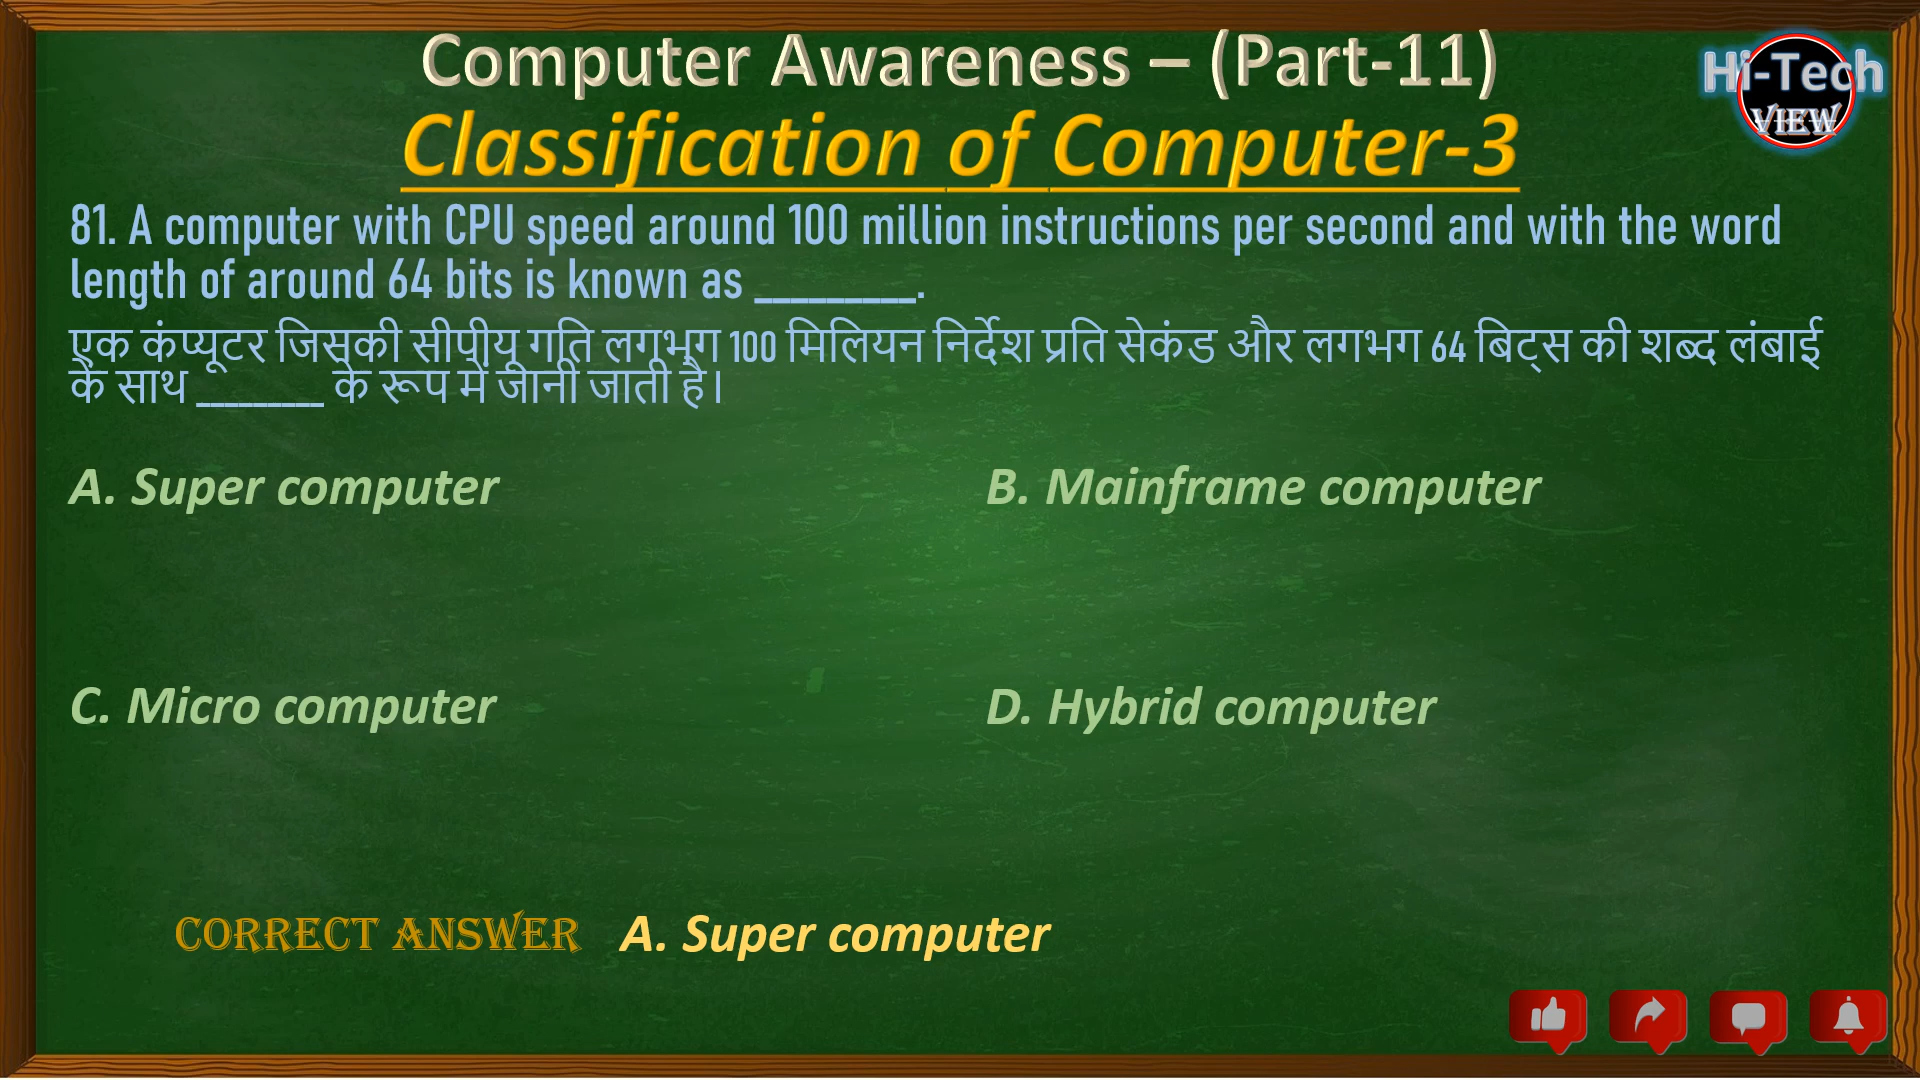 Computer Awareness – (Part-11)
Hi-Tech
VIEW
Classification of Computer-3
81. A computer with CPU speed around 100 million instructions per second and with the word
length of around 64 bits is known as _________.
एक कंप्यूटर जिसकी सीपीयू गति लगभग 100 मिलियन निर्देश प्रति सेकंड और लगभग 64 बिट्स की शब्द लंबाई
के साथ _________ के रूप में जानी जाती है।
A. Super computer
B. Mainframe computer
C. Micro computer
D. Hybrid computer
CORRECT ANSWER A. Super computer